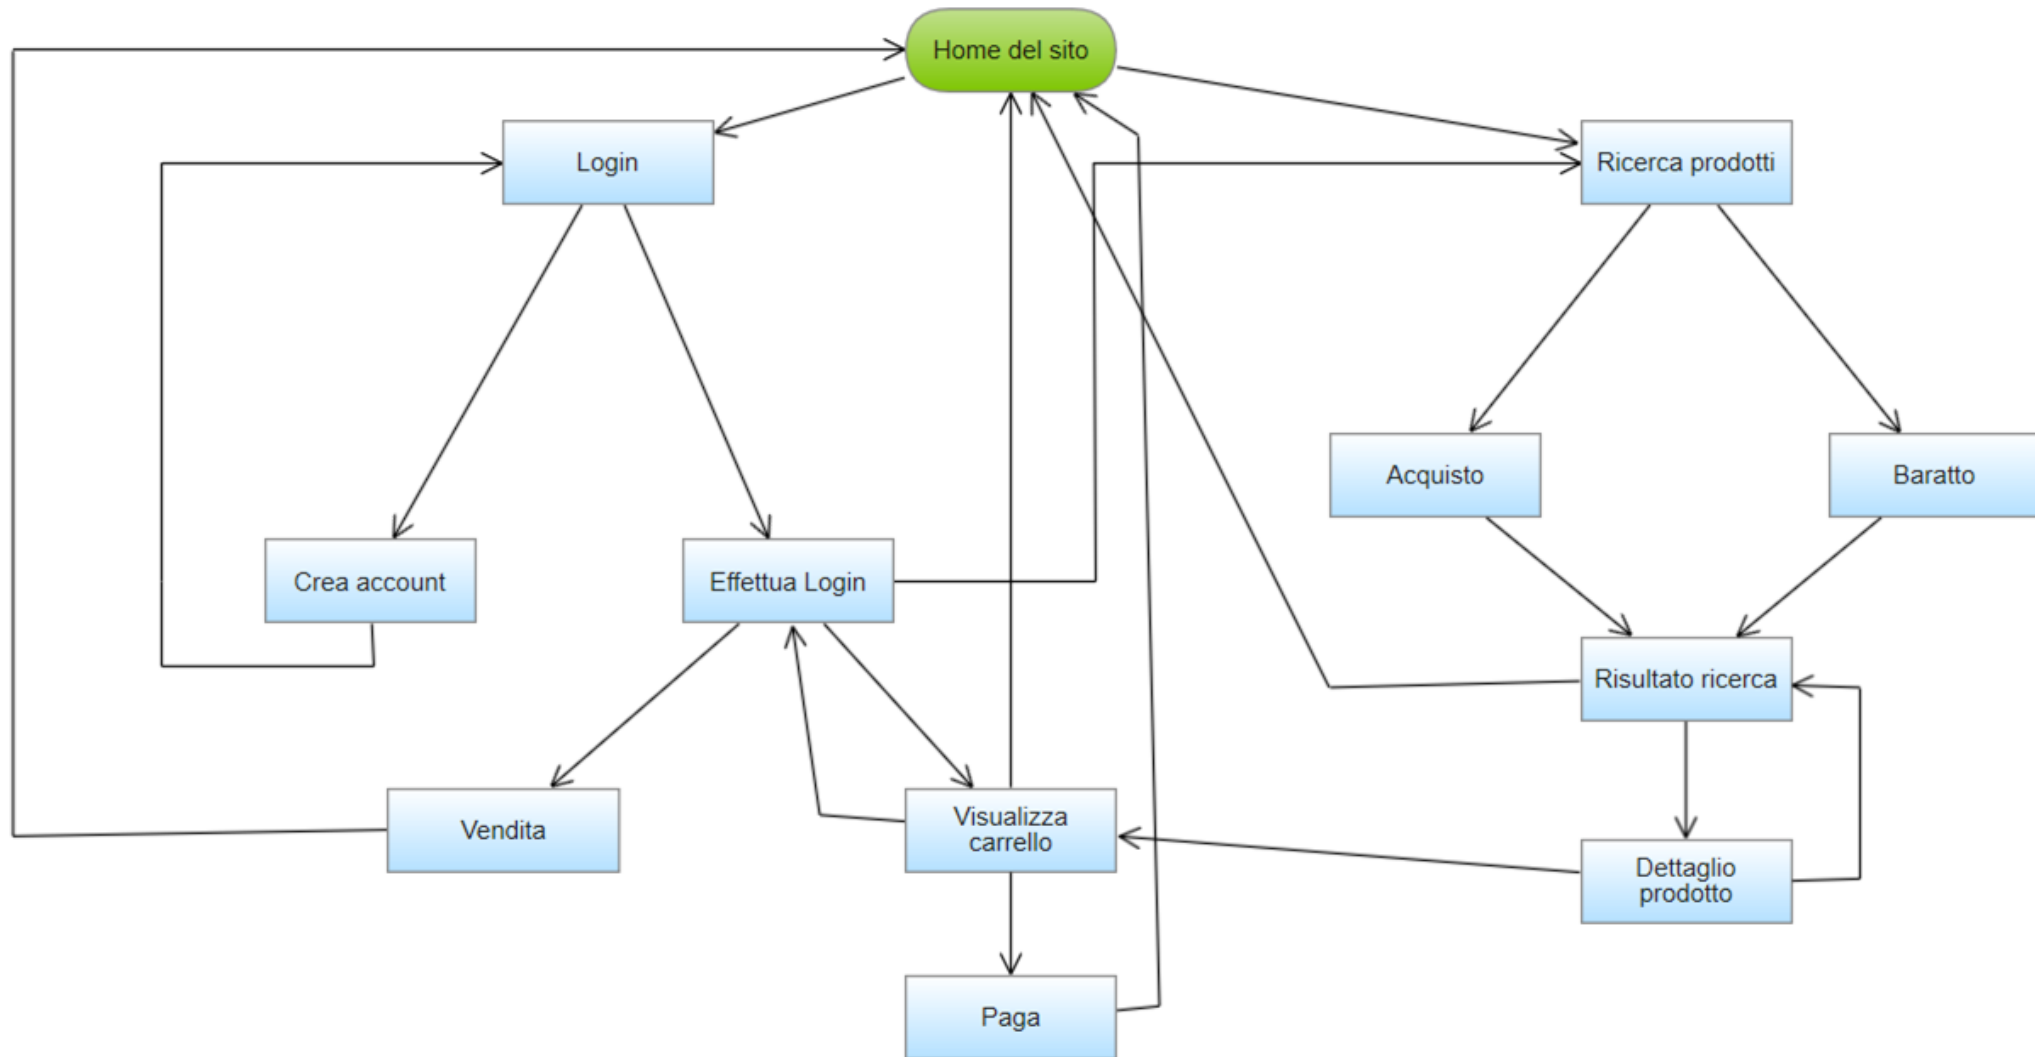 Home del sito
Login
Ricerca prodotti
Acquisto
Baratto
Crea account
Effettua Login
Risultato ricerca
Vendita
Visualizza
carrello
Dettaglio
prodotto
Paga